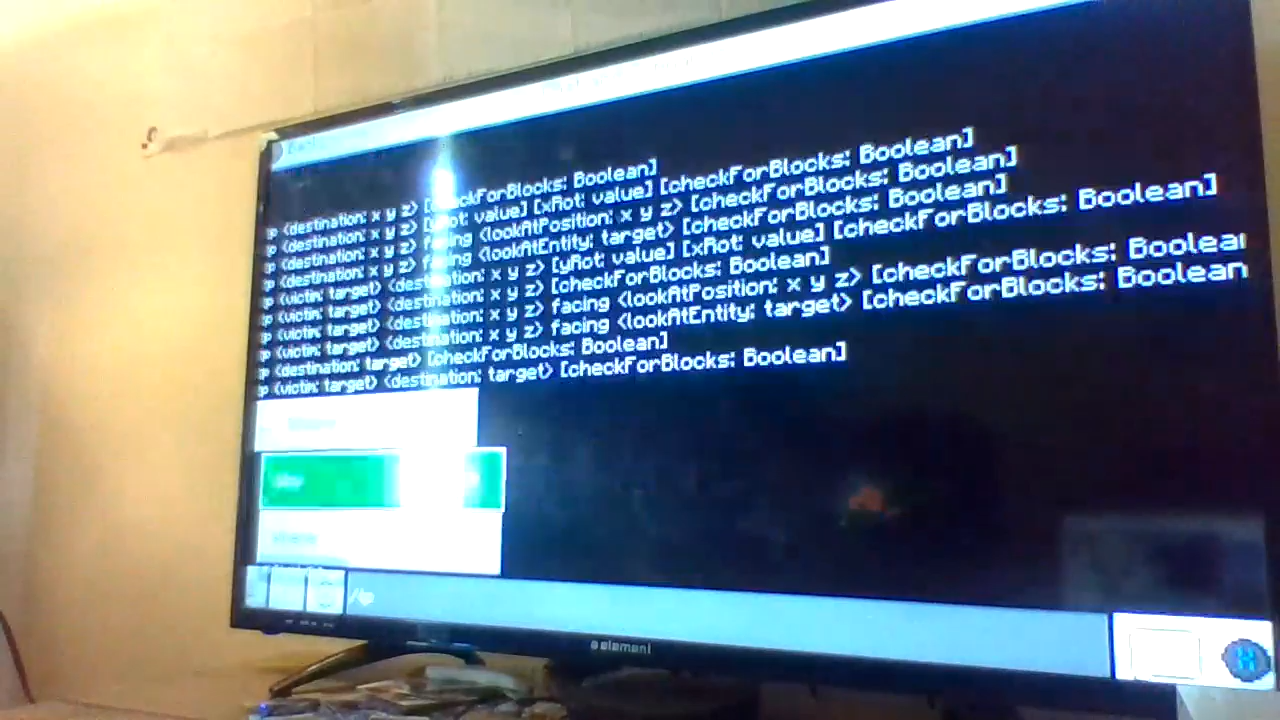 p <destination: x y z> [checkForBlocks: Boolean]
p <destination: x y z> [yRot: value] [xRot: value] [checkForBlocks: Boolean]
p <destination: x y z> facing <lookAtPosition: x y z> [checkForBlocks: Boolean]
p <destination: x y z> facing <lookAtEntity: target> [checkForBlocks: Boolean]
p <victim: target> <destination: x y z> [yRot: value] [xRot: value] [checkForBlocks: Boolean]
p <victim: target> <destination: x y z> [checkForBlocks: Boolean]
p <victim: target> <destination: x y z> facing <lookAtPosition: x y z> [checkForBlocks: Boolean
p <victim: target> <destination: x y z> facing <lookAtEntity: target> [checkForBlocks: Boolean
p <destination: target> [checkForBlocks: Boolean]
p <victim: target> <destination: target> [checkForBlocks: Boolean]
/tp
element